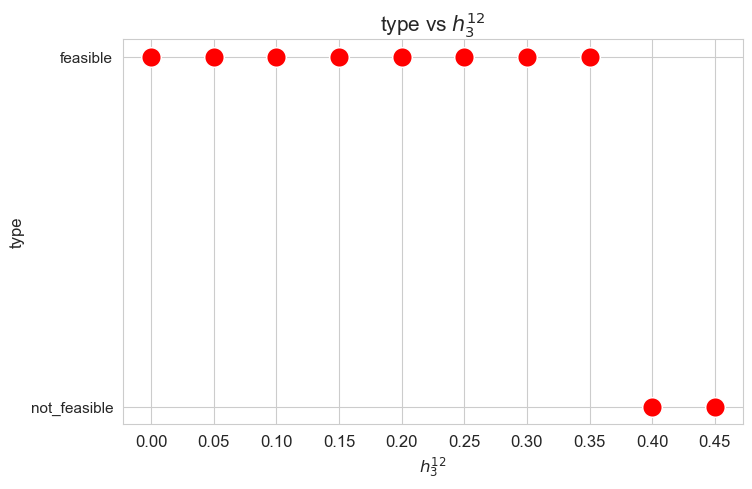 type vs $h_3^{12}$
feasible
type
not_feasible
0.00 0.05 0.10 0.15 0.20 0.25 0.30 0.35 0.40 0.45
$h_3^{12}$